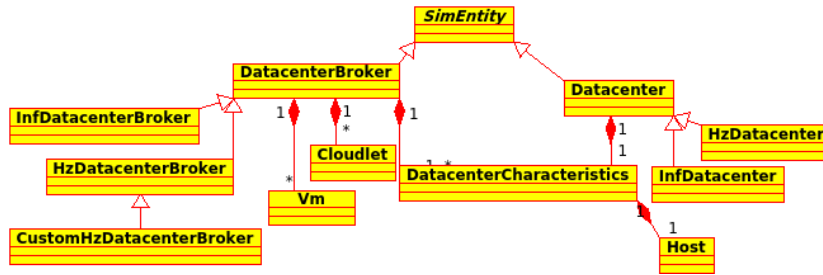 SimEntity
DatacenterBroker
Datacenter
InfDatacenterBroker
1
1
*
1
1
HzDatacenter
Cloudlet
1
HzDatacenterBroker
1..*
DatacenterCharacteristics
InfDatacenter
*
Vm
1
1
CustomHzDatacenterBroker
Host